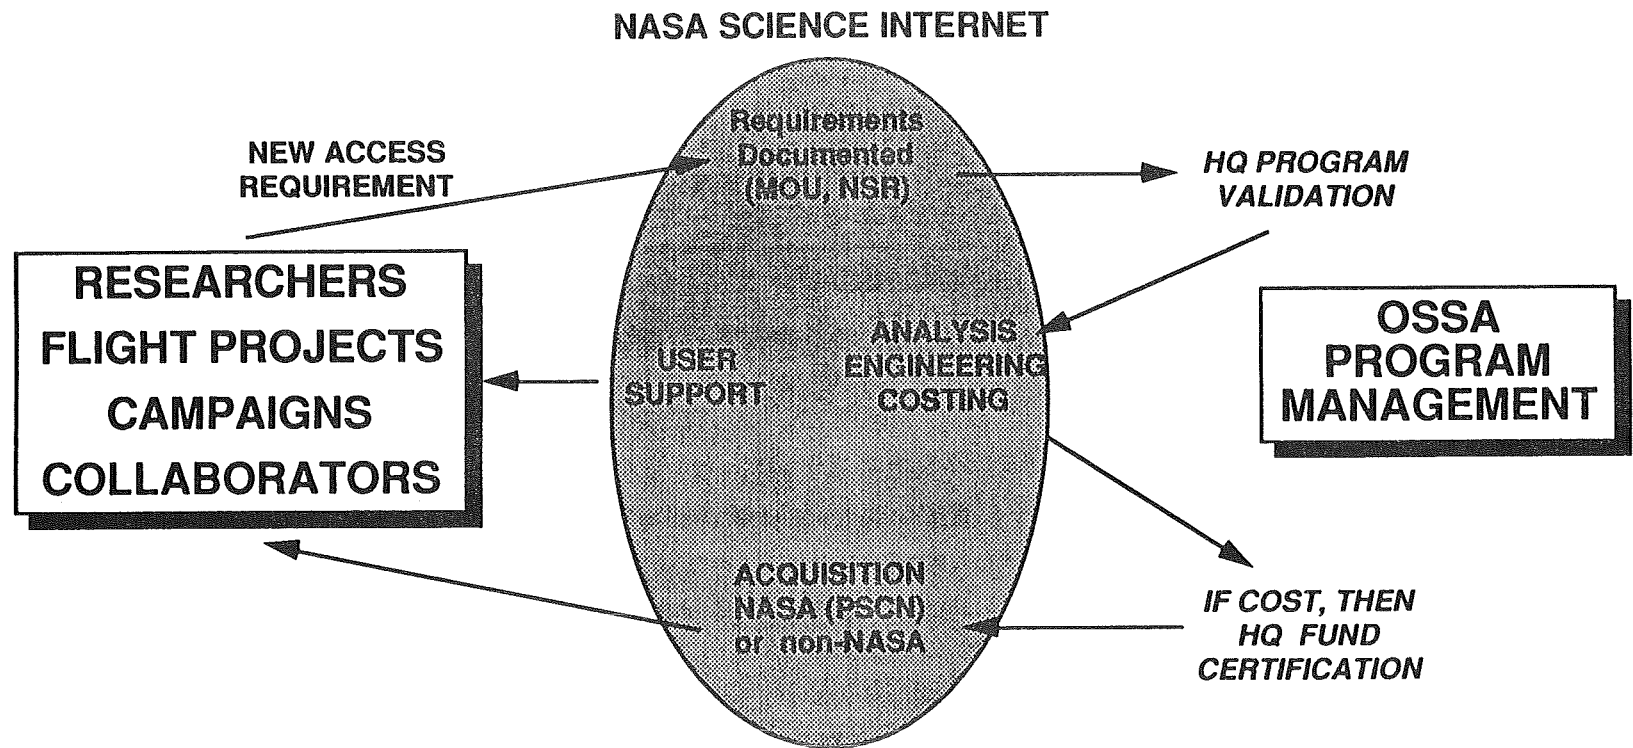 NASA SCIENCE INTERNET
NEW ACCESS
REQUIREMENT
Requirements
Documented
(MOU, NSR)
HQ PROGRAM
VALIDATION
RESEARCHERS
FLIGHT PROJECTS
CAMPAIGNS
COLLABORATORS
USER
SUPPORT
ANALYSIS
ENGINEERING
COSTING
OSSA
PROGRAM
MANAGEMENT
ACQUISITION
NASA (PSCN)
or non-NASA
IF COST, THEN
HQ FUND
CERTIFICATION